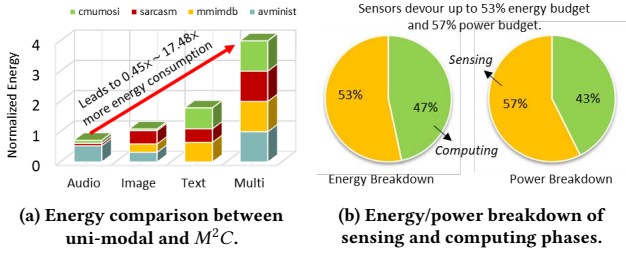 cmumosi sarcasm mmimdb avminist
Normalized Energy
4
3
2
1
0
Leads to 0.45x ~ 17.48x
more energy consumption
Audio Image Text Multi
(a) Energy comparison between
uni-modal and M²C.
Sensors devour up to 53% energy budget
and 57% power budget.
Sensing
53%
47%
57%
43%
Computing
Energy Breakdown
Power Breakdown
(b) Energy/power breakdown of
sensing and computing phases.